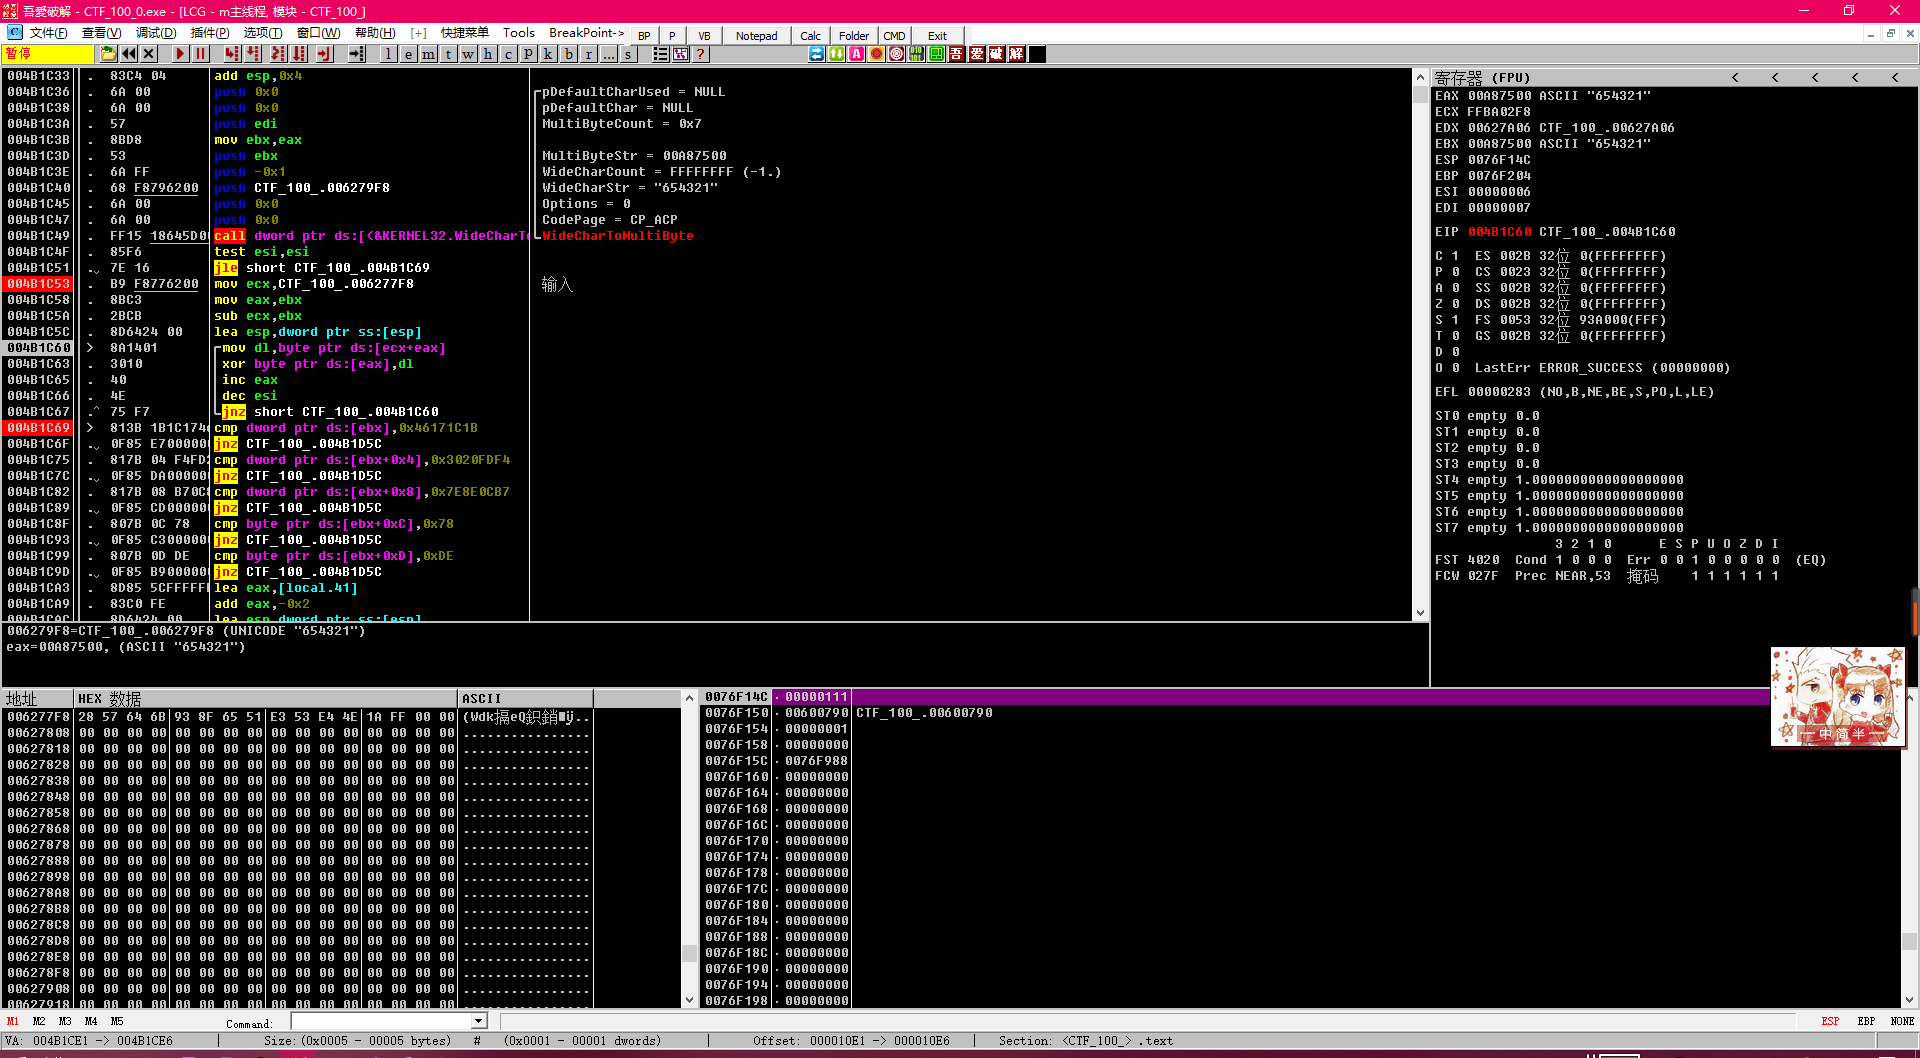 吾爱破解 - CTF_100_0.exe - [LCG - m主线程, 模块 - CTF_100_]
文件(F) 查看(V) 调试(D) 插件(P) 选项(T) 窗口(W) 帮助(H) [+] 快捷菜单 Tools BreakPoint-> BP P VB Notepad Calc Folder CMD Exit
暂停 l e m t w h c P k b r ... s ?
吾 爱 破 解
004B1C33 . 83C4 04 add esp,0x4
004B1C36 . 6A 00 push 0x0 pDefaultCharUsed = NULL
004B1C38 . 6A 00 push 0x0 pDefaultChar = NULL
004B1C3A . 57 push edi MultiByteCount = 0x7
004B1C3B . 8BD8 mov ebx,eax
004B1C3D . 53 push ebx MultiByteStr = 00A87500
004B1C3E . 6A FF push -0x1 WideCharCount = FFFFFFFF (-1.)
004B1C40 . 68 F8796200 push CTF_100_.006279F8 WideCharStr = "654321"
004B1C45 . 6A 00 push 0x0 Options = 0
004B1C47 . 6A 00 push 0x0 CodePage = CP_ACP
004B1C49 . FF15 18645D00 call dword ptr ds:[<&KERNEL32.WideCharTo WideCharToMultiByte
004B1C4F . 85F6 test esi,esi
004B1C51 . 7E 16 jle short CTF_100_.004B1C69
004B1C53 . B9 F8776200 mov ecx,CTF_100_.006277F8 输入
004B1C58 . 8BC3 mov eax,ebx
004B1C5A . 2BCB sub ecx,ebx
004B1C5C . 8D6424 00 lea esp,dword ptr ss:[esp]
004B1C60 > 8A1401 mov dl,byte ptr ds:[ecx+eax]
004B1C63 . 3010 xor byte ptr ds:[eax],dl
004B1C65 . 40 inc eax
004B1C66 . 4E dec esi
004B1C67 .^ 75 F7 jnz short CTF_100_.004B1C60
004B1C69 > 813B 1B1C174 cmp dword ptr ds:[ebx],0x46171C1B
004B1C6F . 0F85 E7000000 jnz CTF_100_.004B1D5C
004B1C75 . 817B 04 F4FD2 cmp dword ptr ds:[ebx+0x4],0x3020FDF4
004B1C7C . 0F85 DA000000 jnz CTF_100_.004B1D5C
004B1C82 . 817B 08 B70C8 cmp dword ptr ds:[ebx+0x8],0x7E8E0CB7
004B1C89 . 0F85 CD000000 jnz CTF_100_.004B1D5C
004B1C8F . 807B 0C 78 cmp byte ptr ds:[ebx+0xC],0x78
004B1C93 . 0F85 C3000000 jnz CTF_100_.004B1D5C
004B1C99 . 807B 0D DE cmp byte ptr ds:[ebx+0xD],0xDE
004B1C9D . 0F85 B9000000 jnz CTF_100_.004B1D5C
004B1CA3 . 8D85 5CFFFFFF lea eax,[local.41]
004B1CA9 . 83C0 FE add eax,-0x2
004B1CAC . 8D6424 00 lea esp,dword ptr ss:[esp]
006279F8=CTF_100_.006279F8 (UNICODE "654321")
eax=00A87500, (ASCII "654321")
寄存器 (FPU) < < < < <
EAX 00A87500 ASCII "654321"
ECX FFBA02F8
EDX 00627A06 CTF_100_.00627A06
EBX 00A87500 ASCII "654321"
ESP 0076F14C
EBP 0076F204
ESI 00000006
EDI 00000007
EIP 004B1C60 CTF_100_.004B1C60
C 1 ES 002B 32位 0(FFFFFFFF)
P 0 CS 0023 32位 0(FFFFFFFF)
A 0 SS 002B 32位 0(FFFFFFFF)
Z 0 DS 002B 32位 0(FFFFFFFF)
S 1 FS 0053 32位 93A000(FFF)
T 0 GS 002B 32位 0(FFFFFFFF)
D 0
O 0 LastErr ERROR_SUCCESS (00000000)
EFL 00000283 (NO,B,NE,BE,S,PO,L,LE)
ST0 empty 0.0
ST1 empty 0.0
ST2 empty 0.0
ST3 empty 0.0
ST4 empty 1.0000000000000000000
ST5 empty 1.0000000000000000000
ST6 empty 1.0000000000000000000
ST7 empty 1.0000000000000000000
3 2 1 0 E S P U O Z D I
FST 4020 Cond 1 0 0 0 Err 0 0 1 0 0 0 0 0 (EQ)
FCW 027F Prec NEAR,53 掩码 1 1 1 1 1 1
中 简 半
地址 HEX 数据 ASCII
006277F8 28 57 64 6B 93 8F 65 51 E3 53 E4 4E 1A FF 00 00
00627808 00 00 00 00 00 00 00 00 00 00 00 00 00 00 00 00 ................
00627818 00 00 00 00 00 00 00 00 00 00 00 00 00 00 00 00 ................
00627828 00 00 00 00 00 00 00 00 00 00 00 00 00 00 00 00 ................
00627838 00 00 00 00 00 00 00 00 00 00 00 00 00 00 00 00 ................
00627848 00 00 00 00 00 00 00 00 00 00 00 00 00 00 00 00 ................
00627858 00 00 00 00 00 00 00 00 00 00 00 00 00 00 00 00 ................
00627868 00 00 00 00 00 00 00 00 00 00 00 00 00 00 00 00 ................
00627878 00 00 00 00 00 00 00 00 00 00 00 00 00 00 00 00 ................
00627888 00 00 00 00 00 00 00 00 00 00 00 00 00 00 00 00 ................
00627898 00 00 00 00 00 00 00 00 00 00 00 00 00 00 00 00 ................
006278A8 00 00 00 00 00 00 00 00 00 00 00 00 00 00 00 00 ................
006278B8 00 00 00 00 00 00 00 00 00 00 00 00 00 00 00 00 ................
006278C8 00 00 00 00 00 00 00 00 00 00 00 00 00 00 00 00 ................
006278D8 00 00 00 00 00 00 00 00 00 00 00 00 00 00 00 00 ................
006278E8 00 00 00 00 00 00 00 00 00 00 00 00 00 00 00 00 ................
006278F8 00 00 00 00 00 00 00 00 00 00 00 00 00 00 00 00 ................
00627908 00 00 00 00 00 00 00 00 00 00 00 00 00 00 00 00 ................
00627918 00 00 00 00 00 00 00 00 00 00 00 00 00 00 00 00 ................
0076F14C 00000111
0076F150 00600790 CTF_100_.00600790
0076F154 00000001
0076F158 00000000
0076F15C 0076F988
0076F160 00000000
0076F164 00000000
0076F168 00000000
0076F16C 00000000
0076F170 00000000
0076F174 00000000
0076F178 00000000
0076F17C 00000000
0076F180 00000000
0076F184 00000000
0076F188 00000000
0076F18C 00000000
0076F190 00000000
0076F194 00000000
0076F198 00000000
M1 M2 M3 M4 M5 Command: ESP EBP NONE
VA: 004B1CE1 -> 004B1CE6 Size:(0x0005 - 00005 bytes) # (0x0001 - 00001 dwords) Offset: 000010E1 -> 000010E6 Section: <CTF_100_> .text